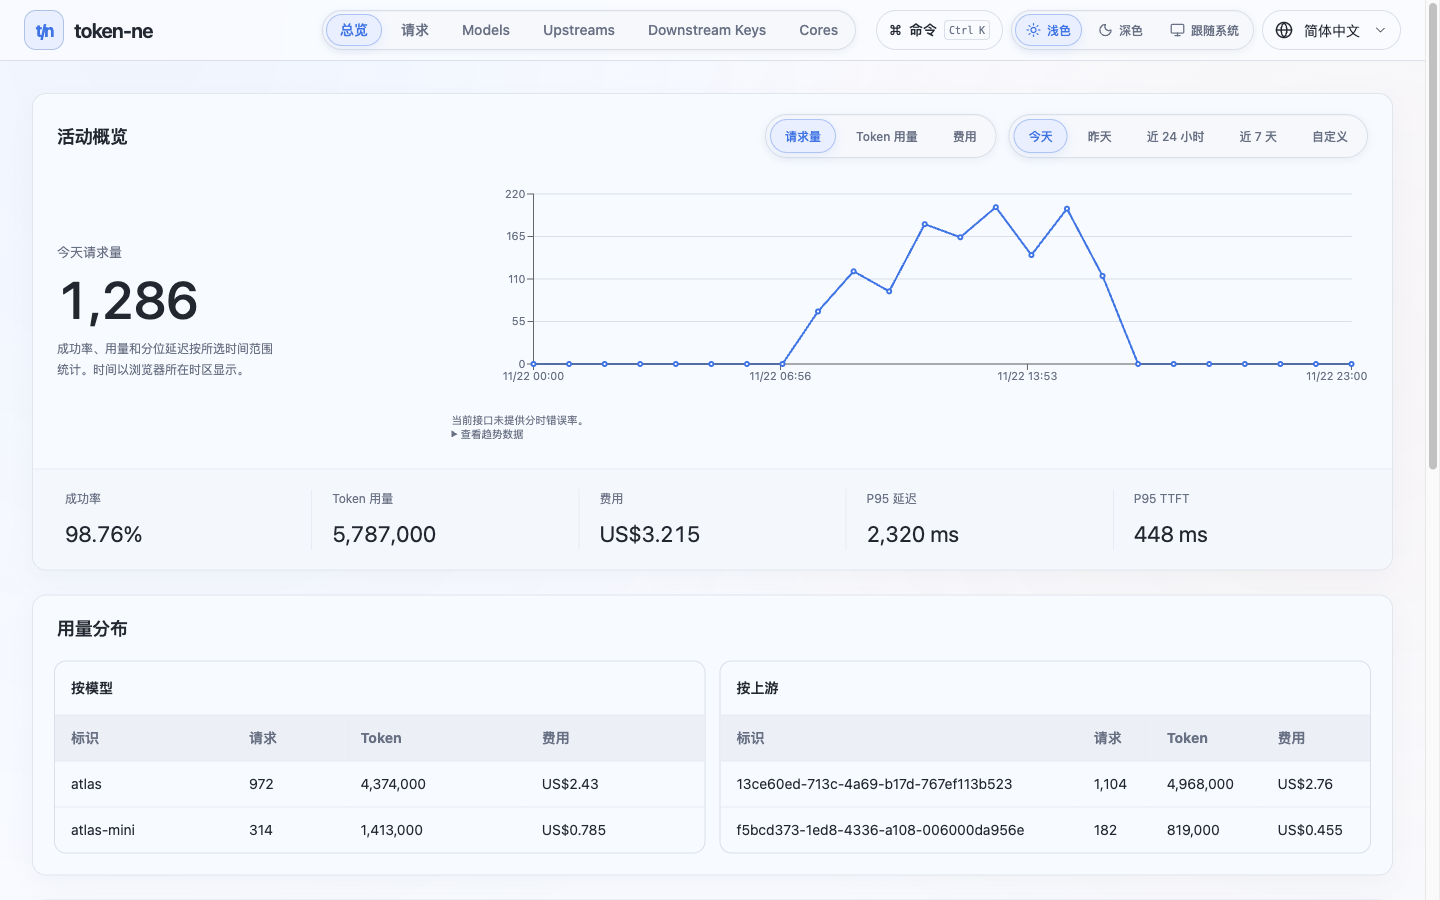 t/n token-ne 总览 请求 Models Upstreams Downstream Keys Cores ⌘ 命令 Ctrl K 浅色 深色 跟随系统 简体中文
活动概览 请求量 Token 用量 费用 今天 昨天 近 24 小时 近 7 天 自定义
今天请求量
1,286
成功率、用量和分位延迟按所选时间范围
统计。时间以浏览器所在时区显示。
220
165
110
55
0
11/22 00:00 11/22 06:56 11/22 13:53 11/22 23:00
当前接口未提供分时错误率。
▶ 查看趋势数据
成功率 Token 用量 费用 P95 延迟 P95 TTFT
98.76% 5,787,000 US$3.215 2,320 ms 448 ms
用量分布
按模型
标识 请求 Token 费用
atlas 972 4,374,000 US$2.43
atlas-mini 314 1,413,000 US$0.785
按上游
标识 请求 Token 费用
13ce60ed-713c-4a69-b17d-767ef113b523 1,104 4,968,000 US$2.76
f5bcd373-1ed8-4336-a108-006000da956e 182 819,000 US$0.455